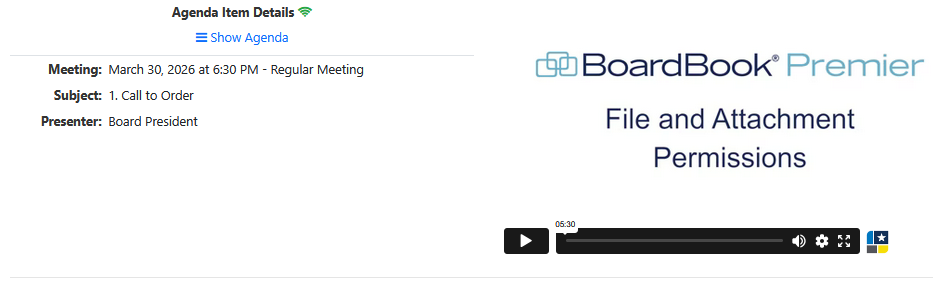 Agenda Item Details
Show Agenda
Meeting: March 30, 2026 at 6:30 PM - Regular Meeting
Subject: 1. Call to Order
Presenter: Board President
BoardBook® Premier
File and Attachment
Permissions
05:30